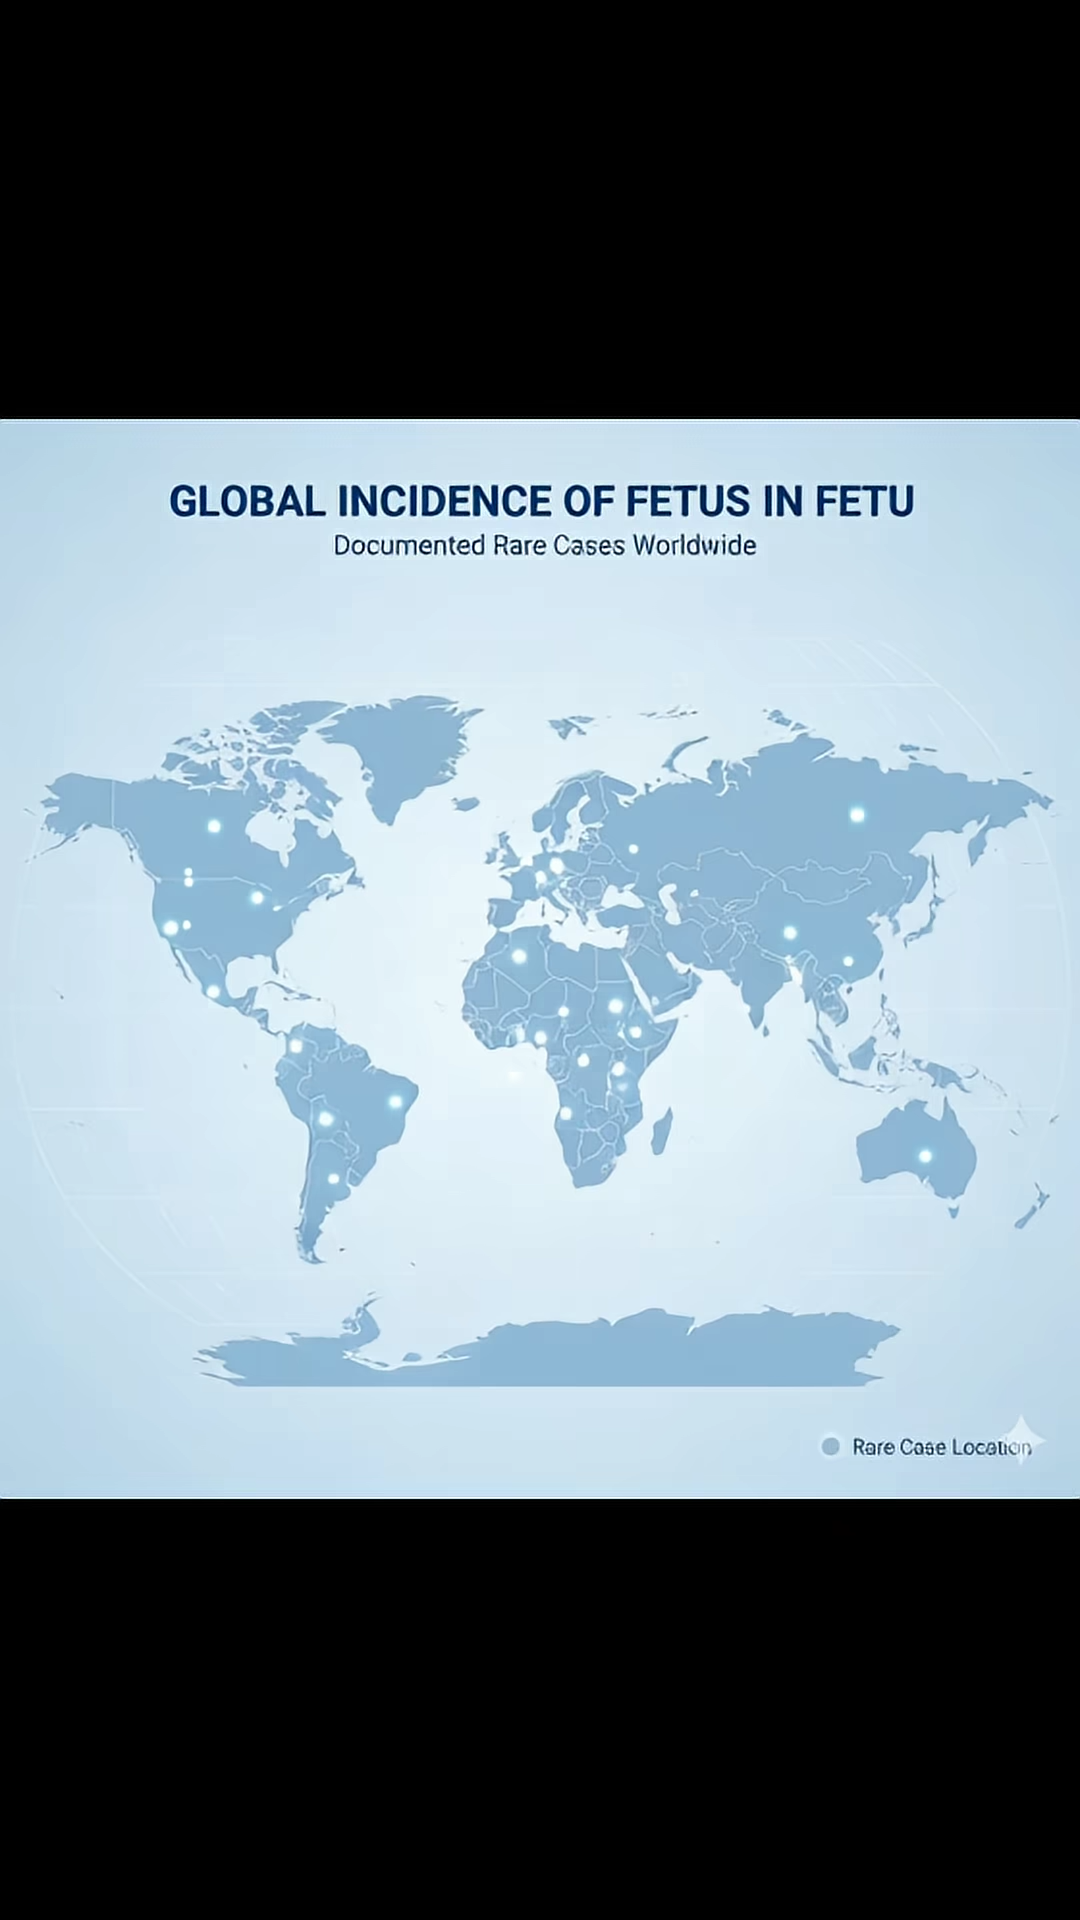 GLOBAL INCIDENCE OF FETUS IN FETU
Documented Rare Cases Worldwide
Rare Case Location